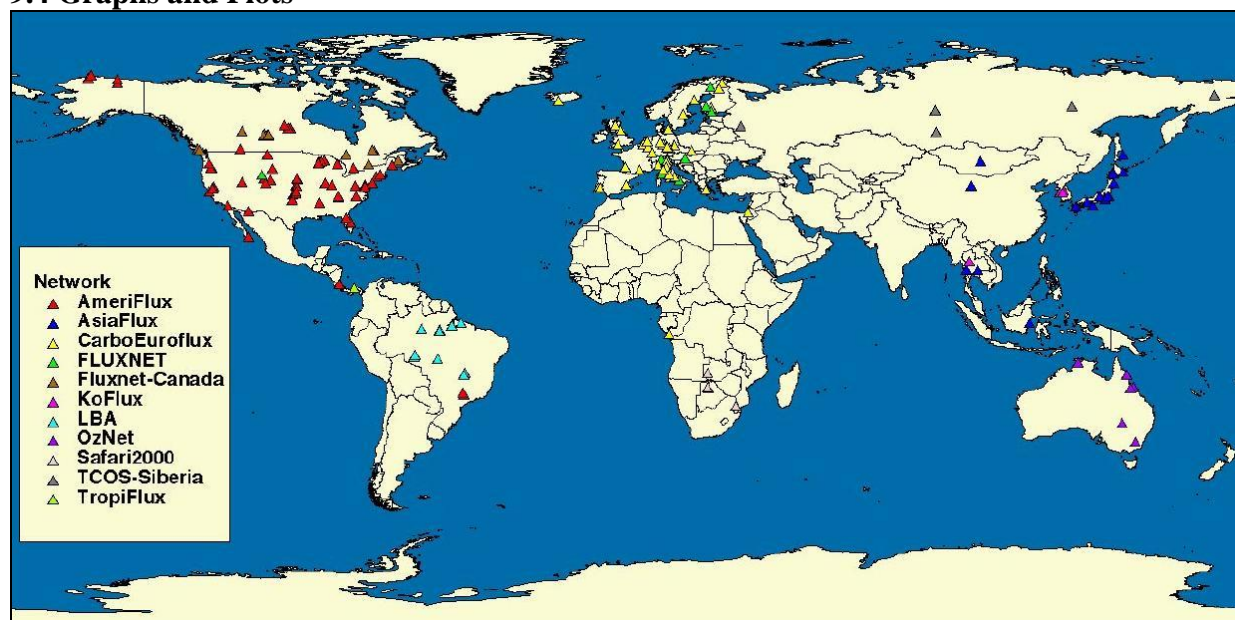 9.4 Graphs and Plots
Network
AmeriFlux
AsiaFlux
CarboEuroflux
FLUXNET
Fluxnet-Canada
KoFlux
LBA
OzNet
Safari2000
TCOS-Siberia
TropiFlux